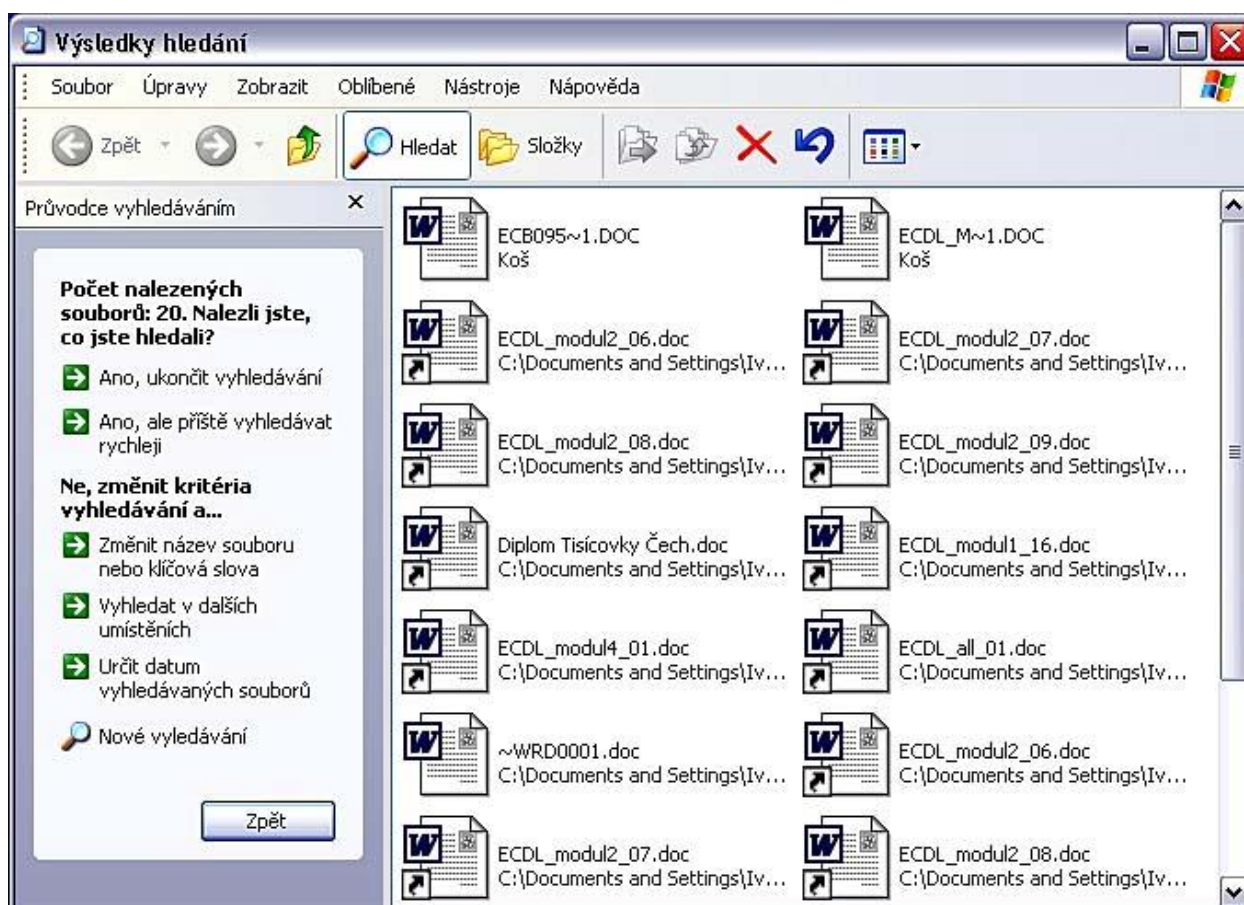 Výsledky hledání
Soubor Úpravy Zobrazit Oblíbené Nástroje Nápověda
Zpět Hledat Složky
Průvodce vyhledáváním
Počet nalezených
souborů: 20. Nalezli jste,
co jste hledali?
Ano, ukončit vyhledávání
Ano, ale příště vyhledávat
rychleji
Ne, změnit kritéria
vyhledávání a...
Změnit název souboru
nebo klíčová slova
Vyhledat v dalších
umístěních
Určit datum
vyhledávaných souborů
Nové vyledávání
Zpět
ECB095~1.DOC
Koš
ECDL_M~1.DOC
Koš
ECDL_modul2_06.doc
C:\Documents and Settings\Iv...
ECDL_modul2_07.doc
C:\Documents and Settings\Iv...
ECDL_modul2_08.doc
C:\Documents and Settings\Iv...
ECDL_modul2_09.doc
C:\Documents and Settings\Iv...
Diplom Tisícovky Čech.doc
C:\Documents and Settings\Iv...
ECDL_modul1_16.doc
C:\Documents and Settings\Iv...
ECDL_modul4_01.doc
C:\Documents and Settings\Iv...
ECDL_all_01.doc
C:\Documents and Settings\Iv...
~WRD0001.doc
C:\Documents and Settings\Iv...
ECDL_modul2_06.doc
C:\Documents and Settings\Iv...
ECDL_modul2_07.doc
C:\Documents and Settings\Iv...
ECDL_modul2_08.doc
C:\Documents and Settings\Iv...